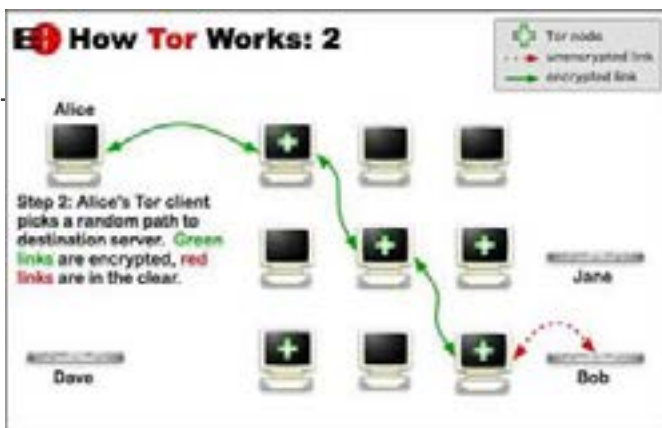 How Tor Works: 2
Tor node
unencrypted link
encrypted link
Alice
Step 2: Alice's Tor client
picks a random path to
destination server. Green
links are encrypted, red
links are in the clear.
Jane
Dave
Bob